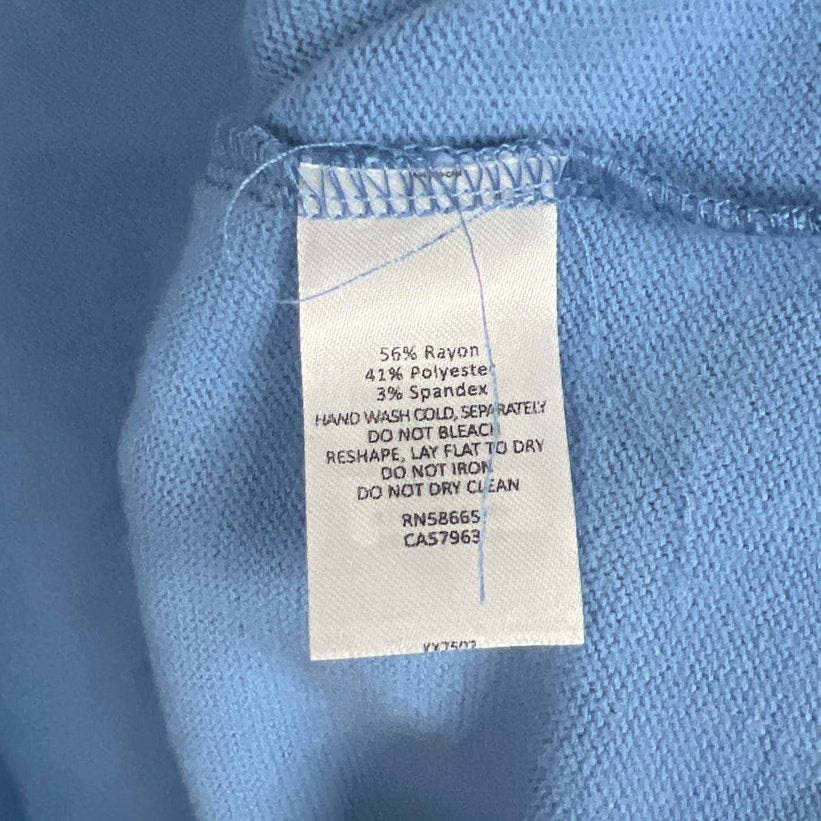 56% Rayon
41% Polyester
3% Spandex
HAND WASH COLD, SEPARATELY
DO NOT BLEACH
RESHAPE, LAY FLAT TO DRY
DO NOT IRON
DO NOT DRY CLEAN
RN58665
CA57963